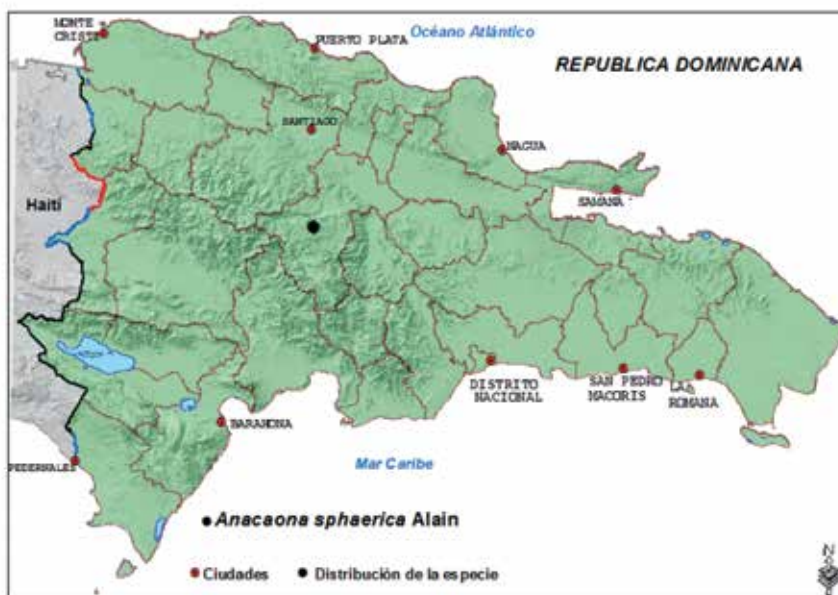 MONTE
CRISTI
PUERTO PLATA
Océano Atlántico
REPUBLICA DOMINICANA
SANTIAGO
NAGUA
SAMANA
Haití
DISTRITO
NACIONAL
SAN PEDRO
MACORIS
LA
ROMANA
BARAHONA
PEDERNALES
Mar Caribe
Anacaona sphaerica Alain
Ciudades
Distribución de la especie
N